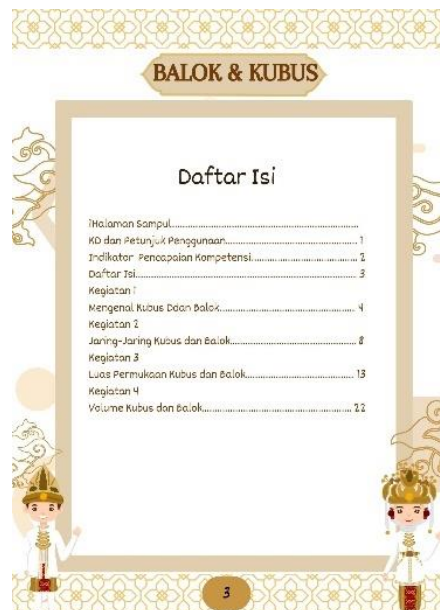 BALOK & KUBUS
Daftar Isi
iHalaman Sampul..........................................................
KD dan Petunjuk Penggunaan.......................................... 1
Indikator Pencapaian Kompetensi................................... 2
Daftar Isi..................................................................... 3
Kegiatan 1
Mengenal Kubus Ddan Balok........................................... 4
Kegiatan 2
Jaring-Jaring Kubus dan Balok........................................ 8
Kegiatan 3
Luas Permukaan Kubus dan Balok................................... 13
Kegiatan 4
Volume Kubus dan Balok................................................ 22
3